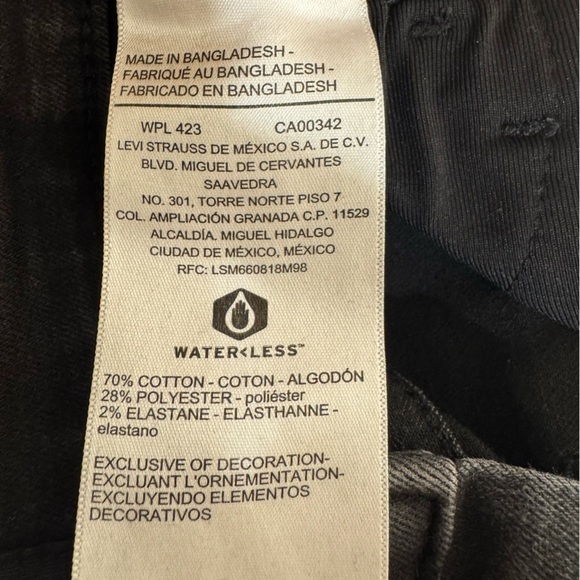 MADE IN BANGLADESH -
FABRIQUÉ AU BANGLADESH -
FABRICADO EN BANGLADESH
WPL 423 CA00342
LEVI STRAUSS DE MÉXICO S.A. DE C.V.
BLVD. MIGUEL DE CERVANTES
SAAVEDRA
NO. 301, TORRE NORTE PISO 7
COL. AMPLIACIÓN GRANADA C.P. 11529
ALCALDÍA. MIGUEL HIDALGO
CIUDAD DE MÉXICO, MÉXICO
RFC: LSM660818M98
WATER<LESS™
70% COTTON - COTON - ALGODÓN
28% POLYESTER - poliéster
2% ELASTANE - ÉLASTHANNE -
elastano
EXCLUSIVE OF DECORATION-
EXCLUANT L'ORNEMENTATION-
EXCLUYENDO ELEMENTOS
DECORATIVOS